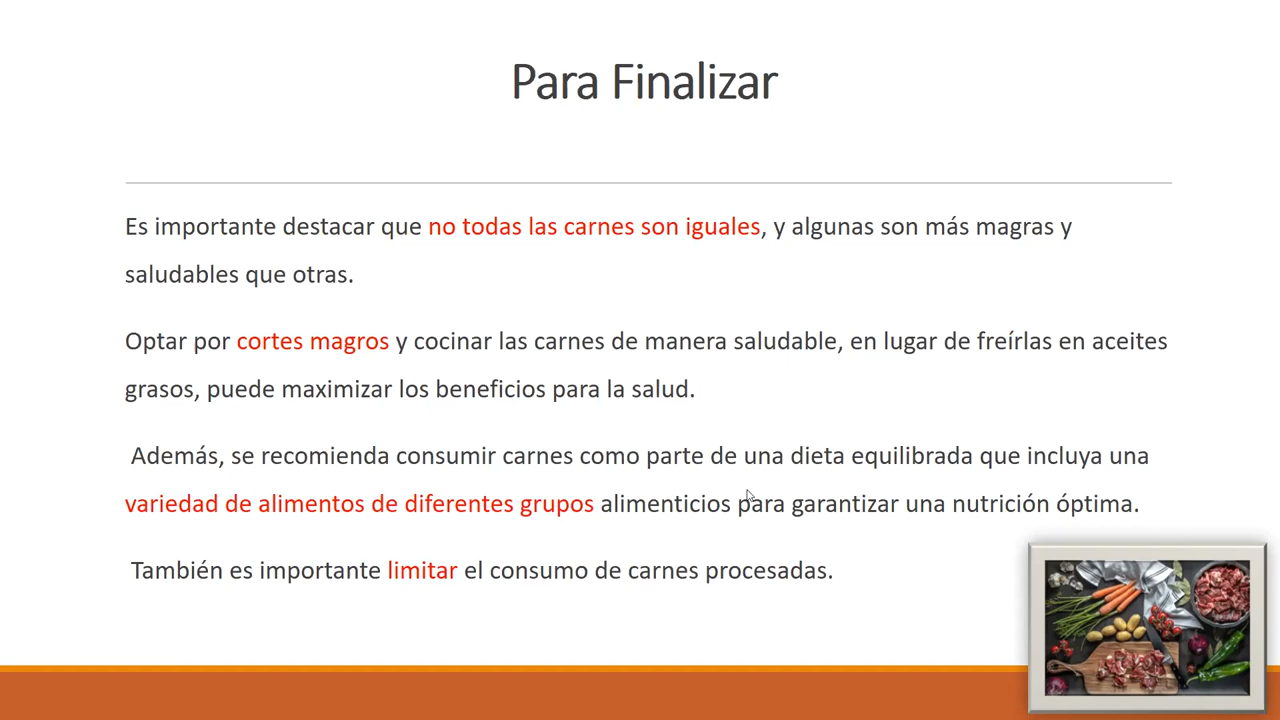 Para Finalizar
Es importante destacar que no todas las carnes son iguales, y algunas son más magras y
saludables que otras.
Optar por cortes magros y cocinar las carnes de manera saludable, en lugar de freírlas en aceites
grasos, puede maximizar los beneficios para la salud.
Además, se recomienda consumir carnes como parte de una dieta equilibrada que incluya una
variedad de alimentos de diferentes grupos alimenticios para garantizar una nutrición óptima.
También es importante limitar el consumo de carnes procesadas.